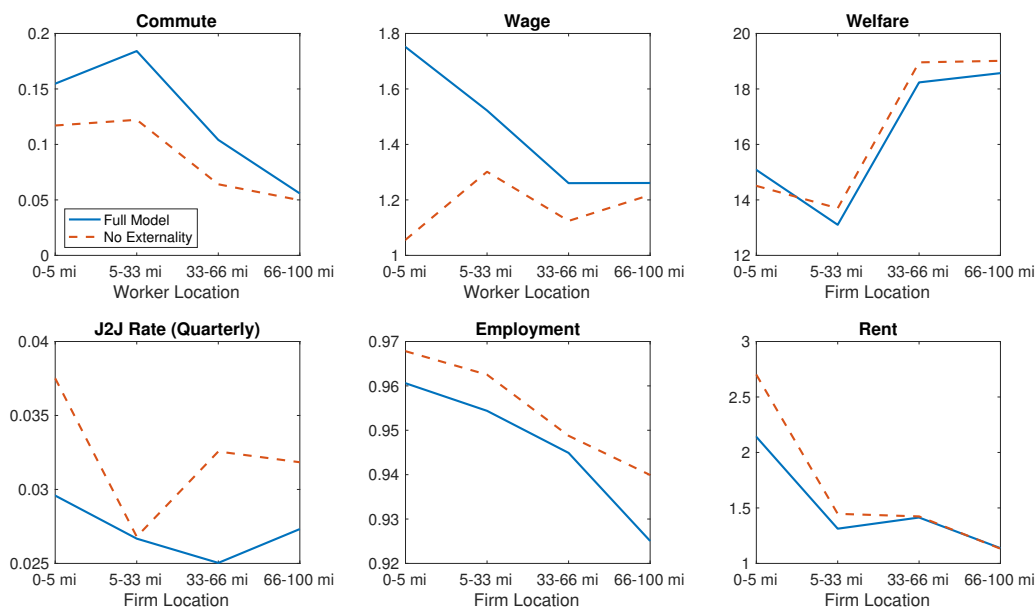 Commute
0.2
0.15
0.1
0.05
0
Full Model
No Externality
0-5 mi 5-33 mi 33-66 mi 66-100 mi
Worker Location
Wage
1.8
1.6
1.4
1.2
1
0-5 mi 5-33 mi 33-66 mi 66-100 mi
Worker Location
Welfare
20
18
16
14
12
0-5 mi 5-33 mi 33-66 mi 66-100 mi
Firm Location
J2J Rate (Quarterly)
0.04
0.035
0.03
0.025
0-5 mi 5-33 mi 33-66 mi 66-100 mi
Firm Location
Employment
0.97
0.96
0.95
0.94
0.93
0.92
0-5 mi 5-33 mi 33-66 mi 66-100 mi
Firm Location
Rent
3
2.5
2
1.5
1
0-5 mi 5-33 mi 33-66 mi 66-100 mi
Firm Location